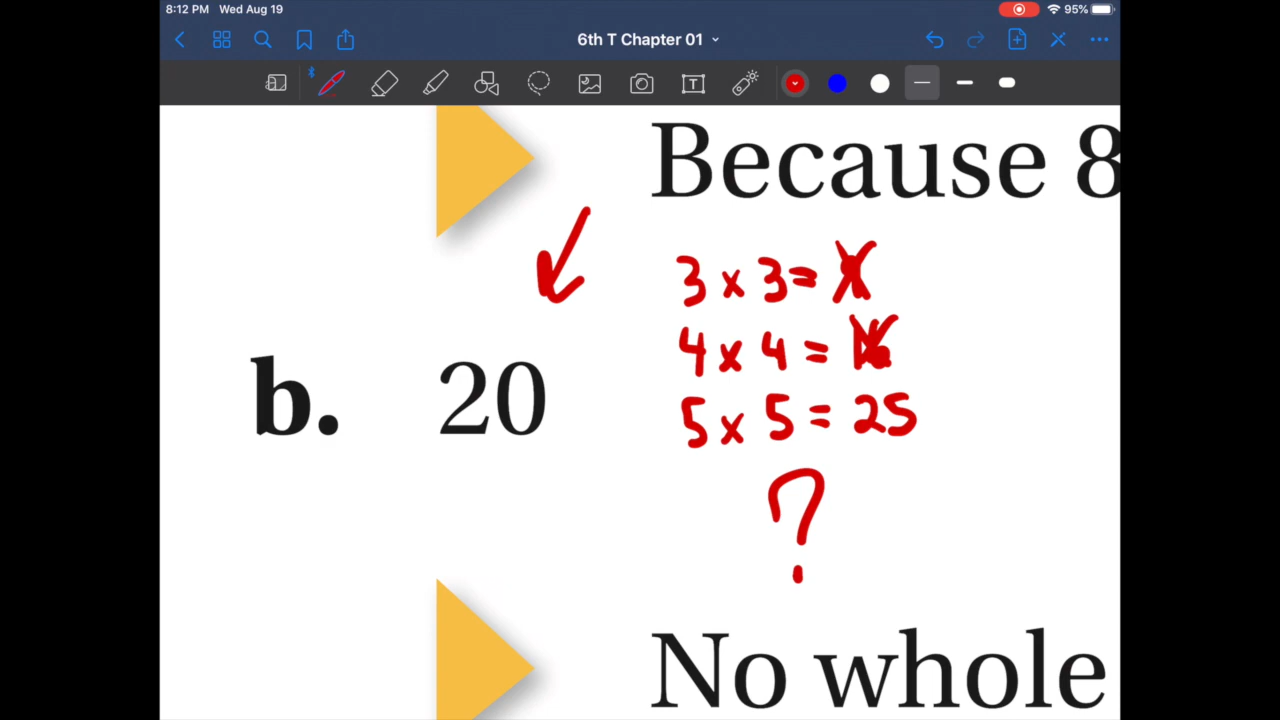 8:12 PM Wed Aug 19
95%
6th T Chapter 01
T
Because 8
3 x 3 =
4 x 4 = 16
5 x 5 = 25
b. 20
?
No whole